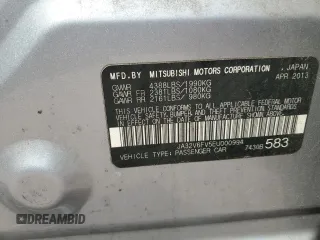 MFD.BY MITSUBISHI MOTORS CORPORATION , JAPAN
GVWR 4388LBS/1990KG APR 2013
GAWR FR 2381LBS/1080KG
GAWR RR 2161LBS/ 980KG
THIS VEHICLE CONFORMS TO ALL APPLICABLE FEDERAL MOTOR VEHICLE SAFETY, BUMPER, AND THEFT PREVENTION STANDARDS IN EFFECT ON THE DATE OF MANUFACTURE SHOWN ABOVE.
JA32V6FV5EU000994
VEHICLE TYPE: PASSENGER CAR 7439B 583
DREAMBID